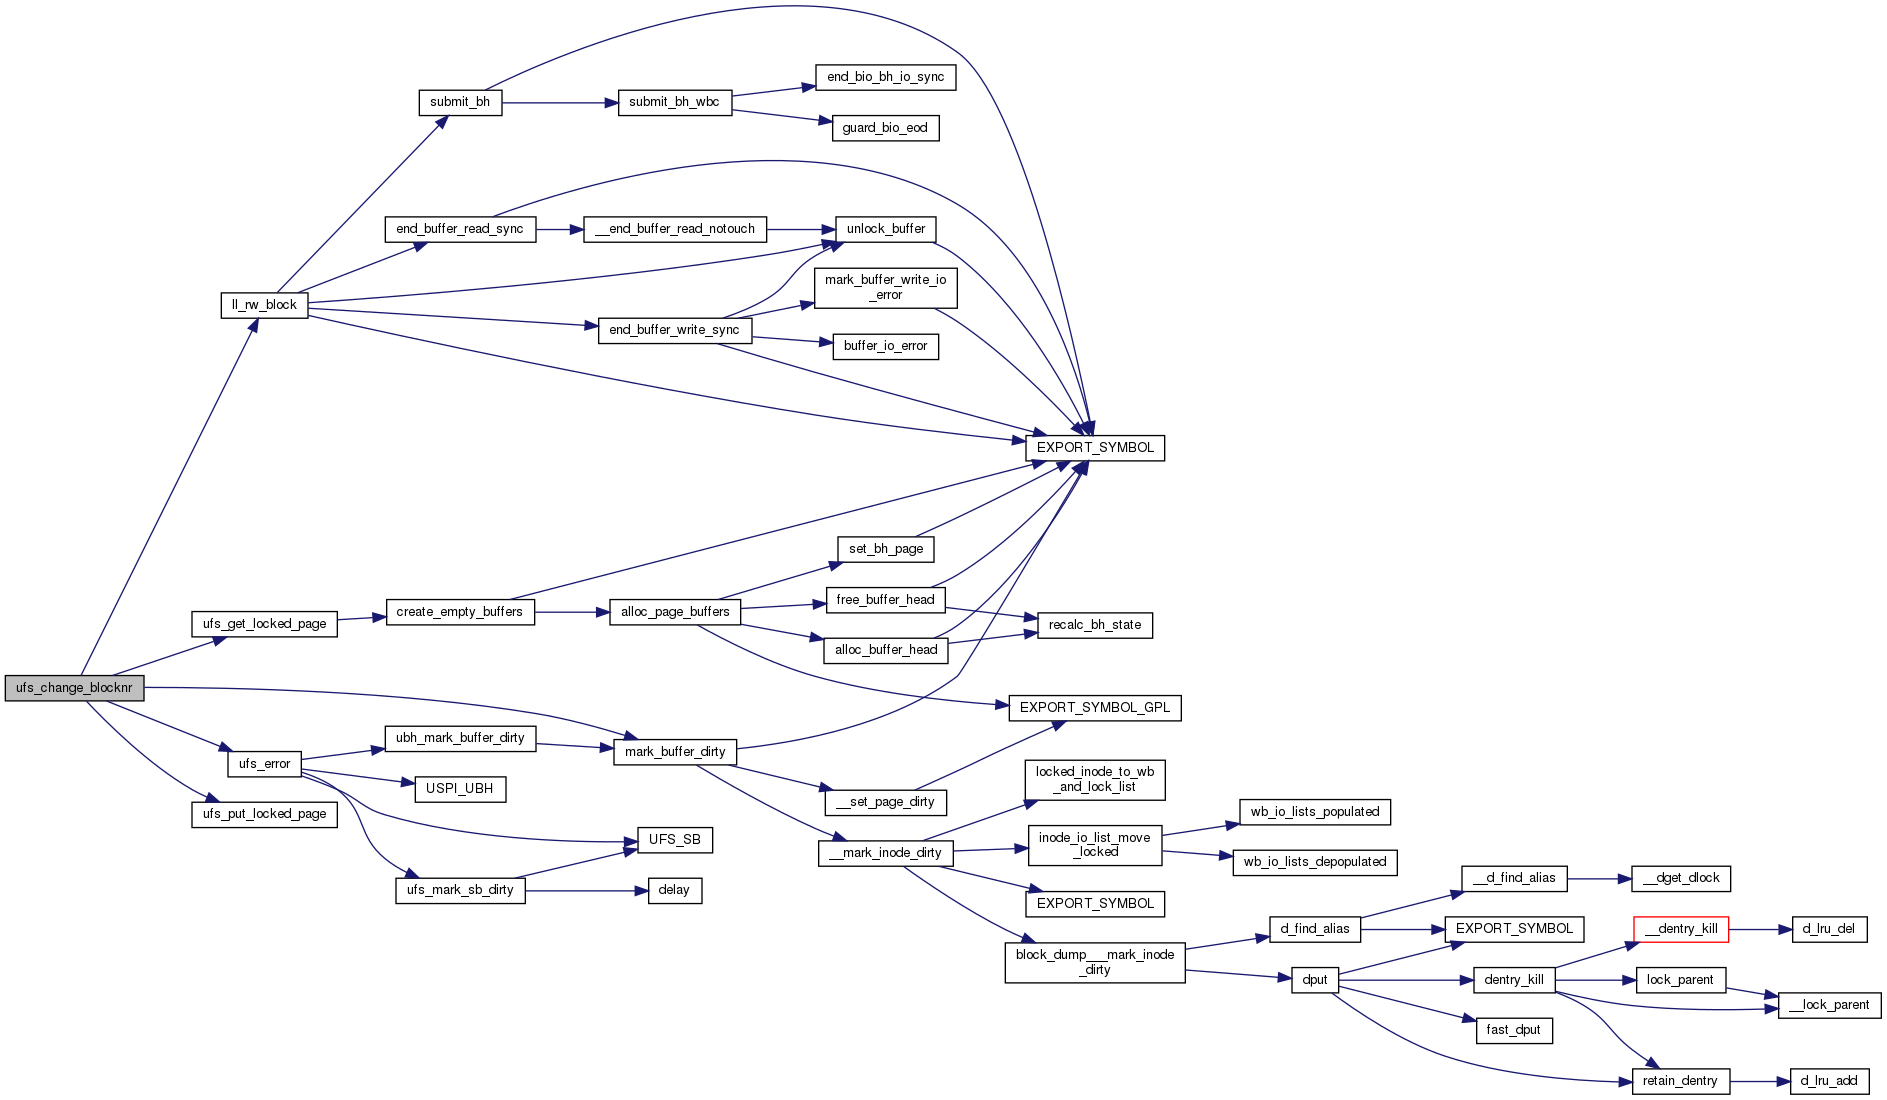 end_bio_bh_io_sync
submit_bh
submit_bh_wbc
guard_bio_eod
end_buffer_read_sync
__end_buffer_read_notouch
unlock_buffer
mark_buffer_write_io
_error
ll_rw_block
end_buffer_write_sync
buffer_io_error
EXPORT_SYMBOL
set_bh_page
free_buffer_head
create_empty_buffers
alloc_page_buffers
ufs_get_locked_page
recalc_bh_state
alloc_buffer_head
ufs_change_blocknr
EXPORT_SYMBOL_GPL
ubh_mark_buffer_dirty
mark_buffer_dirty
ufs_error
locked_inode_to_wb
_and_lock_list
USPI_UBH
__set_page_dirty
ufs_put_locked_page
wb_io_lists_populated
UFS_SB
inode_io_list_move
_locked
__mark_inode_dirty
wb_io_lists_depopulated
ufs_mark_sb_dirty
delay
__d_find_alias
__dget_dlock
EXPORT_SYMBOL
d_find_alias
EXPORT_SYMBOL
__dentry_kill
d_lru_del
block_dump___mark_inode
_dirty
dput
dentry_kill
lock_parent
__lock_parent
fast_dput
retain_dentry
d_lru_add